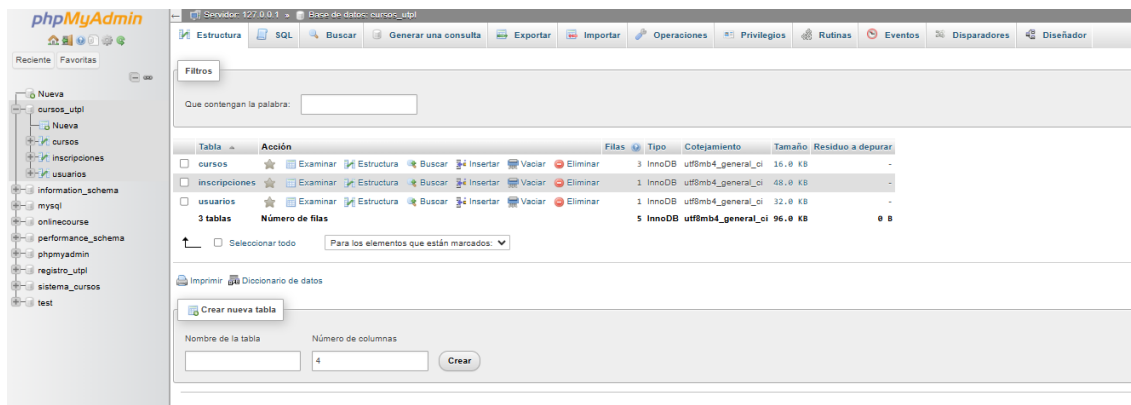 phpMyAdmin
Reciente Favoritas
Nueva
cursos_utpl
Nueva
cursos
inscripciones
usuarios
information_schema
mysql
onlinecourse
performance_schema
phpmyadmin
registro_utpl
sistema_cursos
test
← Servidor: 127.0.0.1 » Base de datos: cursos_utpl
Estructura SQL Buscar Generar una consulta Exportar Importar Operaciones Privilegios Rutinas Eventos Disparadores Diseñador
Filtros
Que contengan la palabra:
Tabla Acción Filas Tipo Cotejamiento Tamaño Residuo a depurar
cursos Examinar Estructura Buscar Insertar Vaciar Eliminar 3 InnoDB utf8mb4_general_ci 16.0 KB -
inscripciones Examinar Estructura Buscar Insertar Vaciar Eliminar 1 InnoDB utf8mb4_general_ci 48.0 KB -
usuarios Examinar Estructura Buscar Insertar Vaciar Eliminar 1 InnoDB utf8mb4_general_ci 32.0 KB -
3 tablas Número de filas 5 InnoDB utf8mb4_general_ci 96.0 KB 0 B
Seleccionar todo Para los elementos que están marcados:
Imprimir Diccionario de datos
Crear nueva tabla
Nombre de la tabla Número de columnas
4 Crear